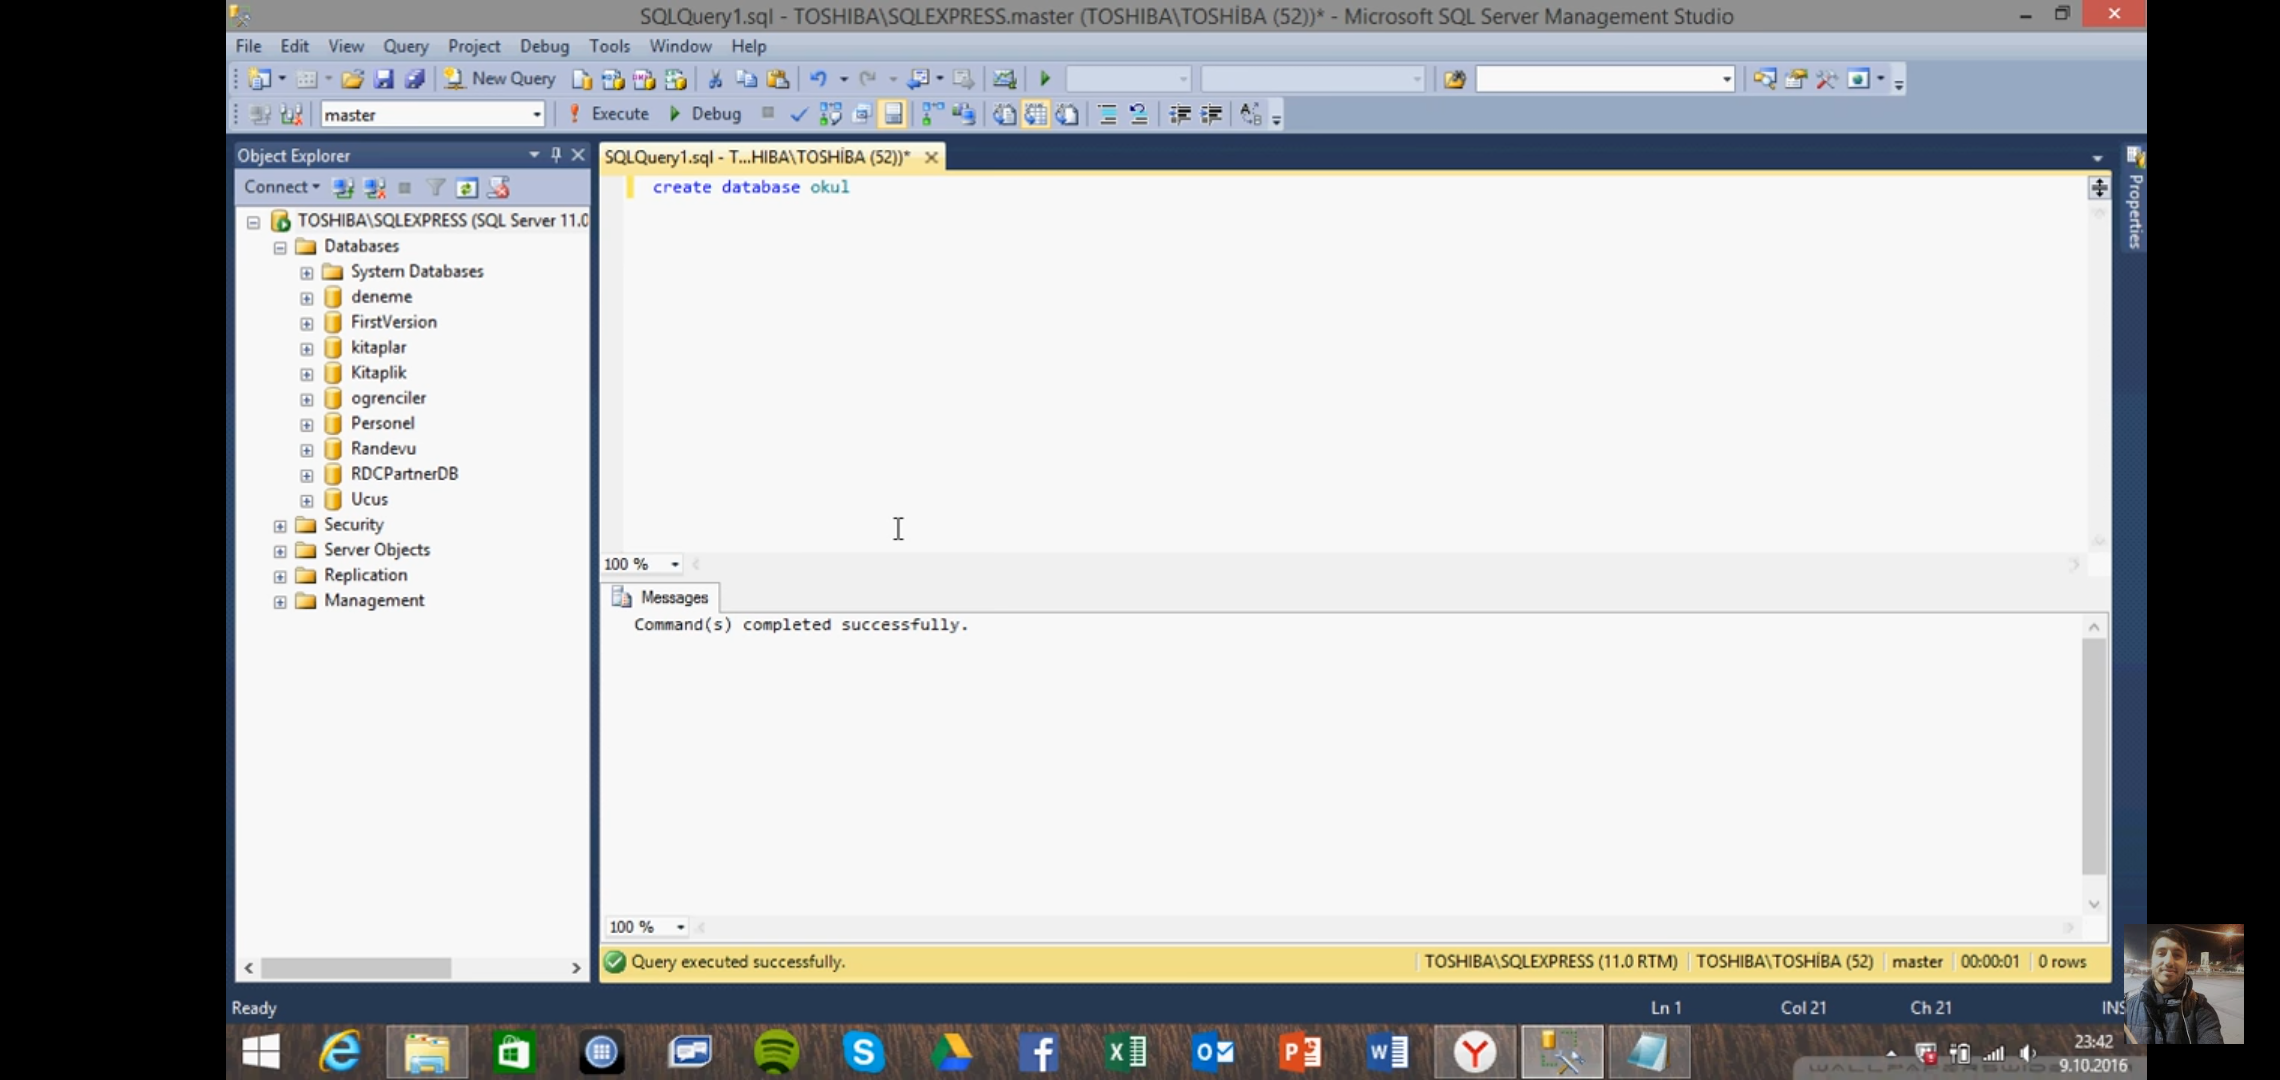 SQLQuery1.sql - TOSHIBA\SQLEXPRESS.master (TOSHIBA\TOSHİBA (52))* - Microsoft SQL Server Management Studio
File Edit View Query Project Debug Tools Window Help
New Query
master Execute Debug
Object Explorer
SQLQuery1.sql - T...HIBA\TOSHİBA (52))*
Properties
Connect
create database okul
TOSHIBA\SQLEXPRESS (SQL Server 11.0
Databases
System Databases
deneme
FirstVersion
kitaplar
Kitaplik
ogrenciler
Personel
Randevu
RDCPartnerDB
Ucus
Security
Server Objects
Replication
Management
100 %
Messages
Command(s) completed successfully.
100 %
Query executed successfully. TOSHIBA\SQLEXPRESS (11.0 RTM) TOSHIBA\TOSHİBA (52) master 00:00:01 0 rows
Ready Ln 1 Col 21 Ch 21 INS
23:42
9.10.2016